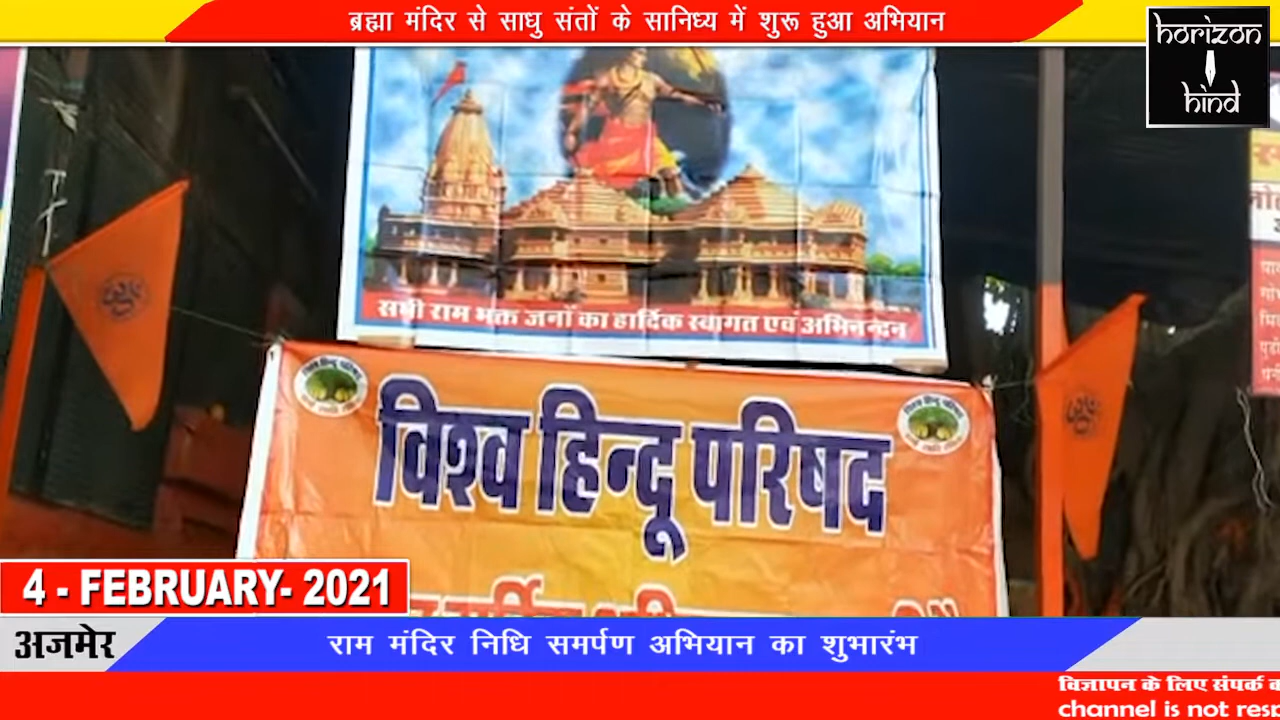 ब्रह्मा मंदिर से साधु संतों के सानिध्य में शुरू हुआ अभियान
horizon
hind
सभी राम भक्त जनों का हार्दिक स्वागत एवं अभिनन्दन
विश्व हिन्दू परिषद
4 - FEBRUARY- 2021
अजमेर
राम मंदिर निधि समर्पण अभियान का शुभारंभ
विज्ञापन के लिए संपर्क
channel is not